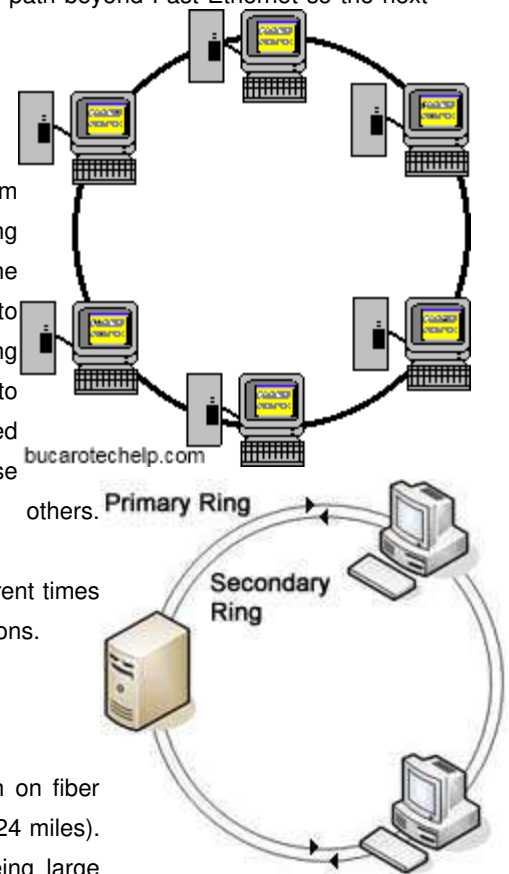 path beyond Fast Ethernet so the next
m
ng
he
to
ng
to
ed
bucarotechelp.com
se
others.
Primary Ring
Secondary
Ring
rent times
ons.
n on fiber
24 miles).
eing large